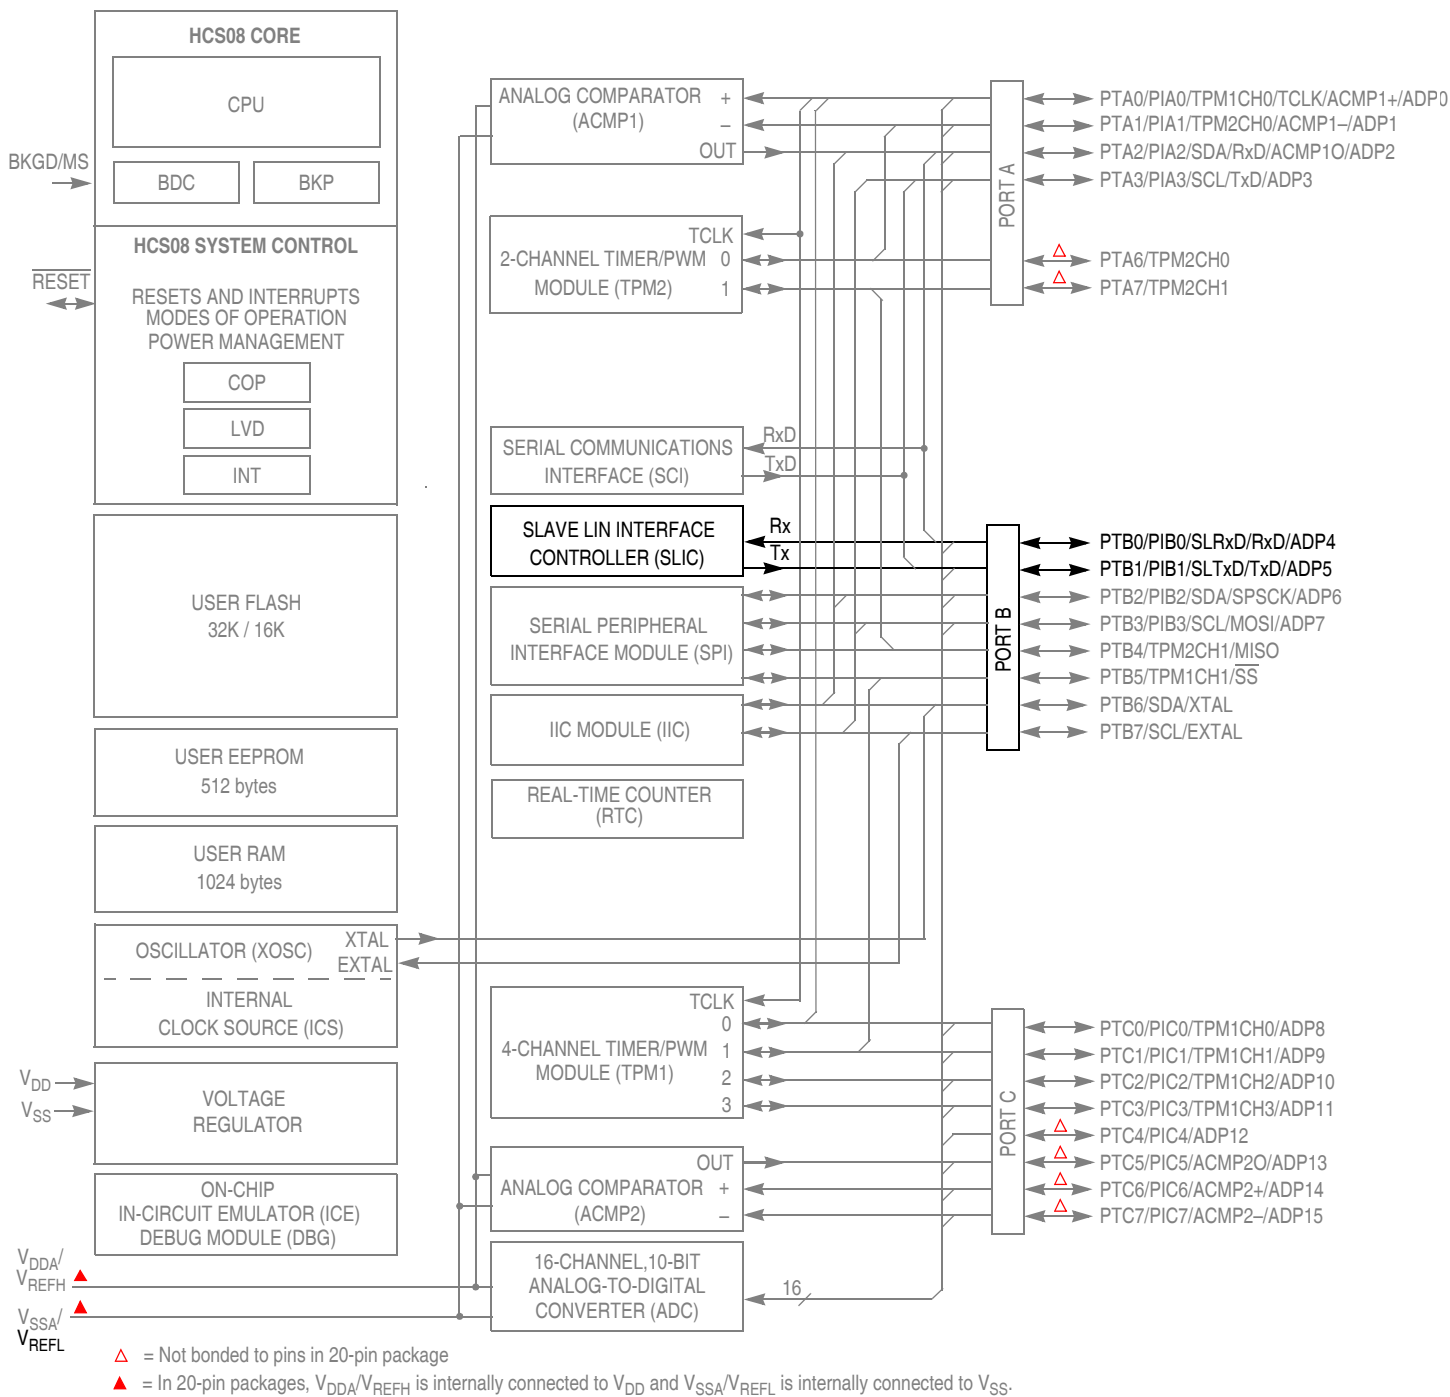 HCS08 CORE
CPU
BDC
BKP
BKGD/MS
HCS08 SYSTEM CONTROL
RESET
RESETS AND INTERRUPTS
MODES OF OPERATION
POWER MANAGEMENT
COP
LVD
INT
USER FLASH
32K / 16K
USER EEPROM
512 bytes
USER RAM
1024 bytes
OSCILLATOR (XOSC)
XTAL
EXTAL
INTERNAL
CLOCK SOURCE (ICS)
VDD
VSS
VOLTAGE
REGULATOR
ON-CHIP
IN-CIRCUIT EMULATOR (ICE)
DEBUG MODULE (DBG)
VDDA/
VREFH
VSSA/
VREFL
ANALOG COMPARATOR
(ACMP1)
+
–
OUT
2-CHANNEL TIMER/PWM
MODULE (TPM2)
TCLK
0
1
SERIAL COMMUNICATIONS
INTERFACE (SCI)
RxD
TxD
SLAVE LIN INTERFACE
CONTROLLER (SLIC)
Rx
Tx
SERIAL PERIPHERAL
INTERFACE MODULE (SPI)
IIC MODULE (IIC)
REAL-TIME COUNTER
(RTC)
4-CHANNEL TIMER/PWM
MODULE (TPM1)
TCLK
0
1
2
3
ANALOG COMPARATOR
(ACMP2)
OUT
+
–
16-CHANNEL,10-BIT
ANALOG-TO-DIGITAL
CONVERTER (ADC)
16
PORT A
PTA0/PIA0/TPM1CH0/TCLK/ACMP1+/ADP0
PTA1/PIA1/TPM2CH0/ACMP1–/ADP1
PTA2/PIA2/SDA/RxD/ACMP1O/ADP2
PTA3/PIA3/SCL/TxD/ADP3
PTA6/TPM2CH0
PTA7/TPM2CH1
PORT B
PTB0/PIB0/SLRxD/RxD/ADP4
PTB1/PIB1/SLTxD/TxD/ADP5
PTB2/PIB2/SDA/SPSCK/ADP6
PTB3/PIB3/SCL/MOSI/ADP7
PTB4/TPM2CH1/MISO
PTB5/TPM1CH1/SS
PTB6/SDA/XTAL
PTB7/SCL/EXTAL
PORT C
PTC0/PIC0/TPM1CH0/ADP8
PTC1/PIC1/TPM1CH1/ADP9
PTC2/PIC2/TPM1CH2/ADP10
PTC3/PIC3/TPM1CH3/ADP11
PTC4/PIC4/ADP12
PTC5/PIC5/ACMP2O/ADP13
PTC6/PIC6/ACMP2+/ADP14
PTC7/PIC7/ACMP2–/ADP15
△ = Not bonded to pins in 20-pin package
▲ = In 20-pin packages, VDDA/VREFH is internally connected to VDD and VSSA/VREFL is internally connected to VSS.